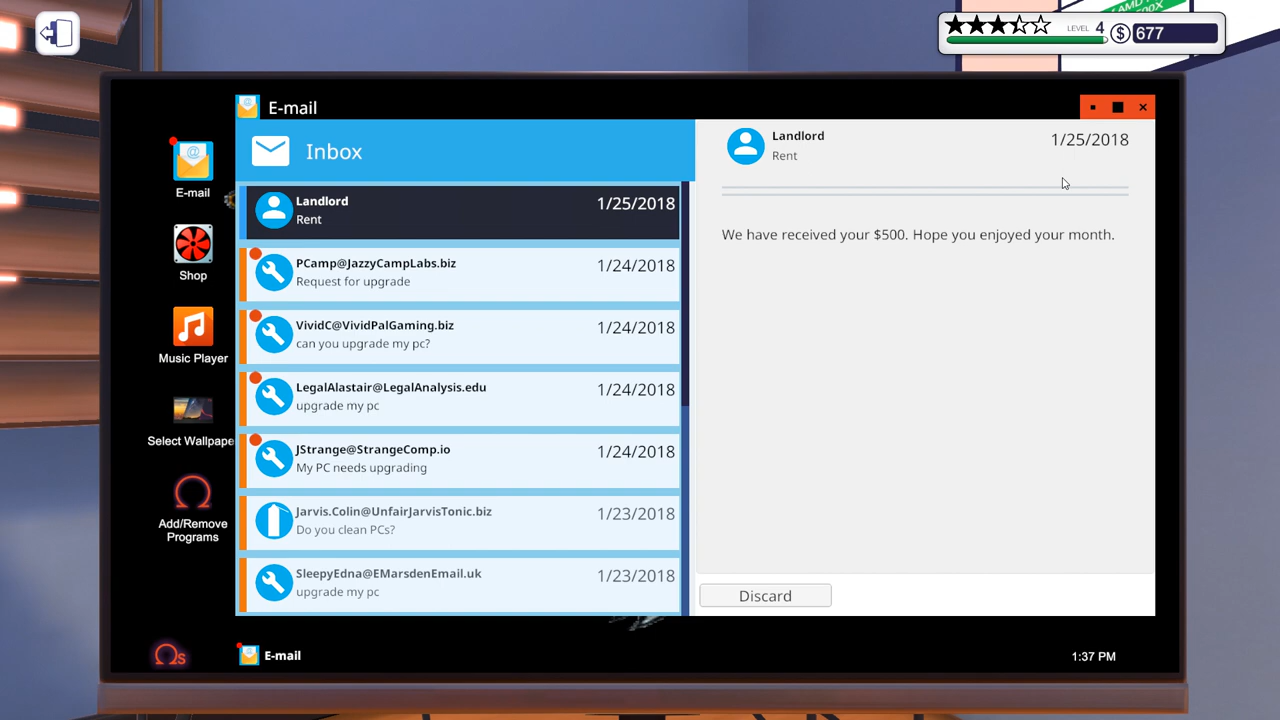 LEVEL 4 $ 677
E-mail
Inbox
Landlord
Rent
1/25/2018
PCamp@JazzyCampLabs.biz
Request for upgrade
1/24/2018
VividC@VividPalGaming.biz
can you upgrade my pc?
1/24/2018
LegalAlastair@LegalAnalysis.edu
upgrade my pc
1/24/2018
JStrange@StrangeComp.io
My PC needs upgrading
1/24/2018
Jarvis.Colin@UnfairJarvisTonic.biz
Do you clean PCs?
1/23/2018
SleepyEdna@EMarsdenEmail.uk
upgrade my pc
1/23/2018
Landlord
Rent
1/25/2018
We have received your $500. Hope you enjoyed your month.
Discard
E-mail
Shop
Music Player
Select Wallpape
Add/Remove
Programs
Ωs
E-mail
1:37 PM